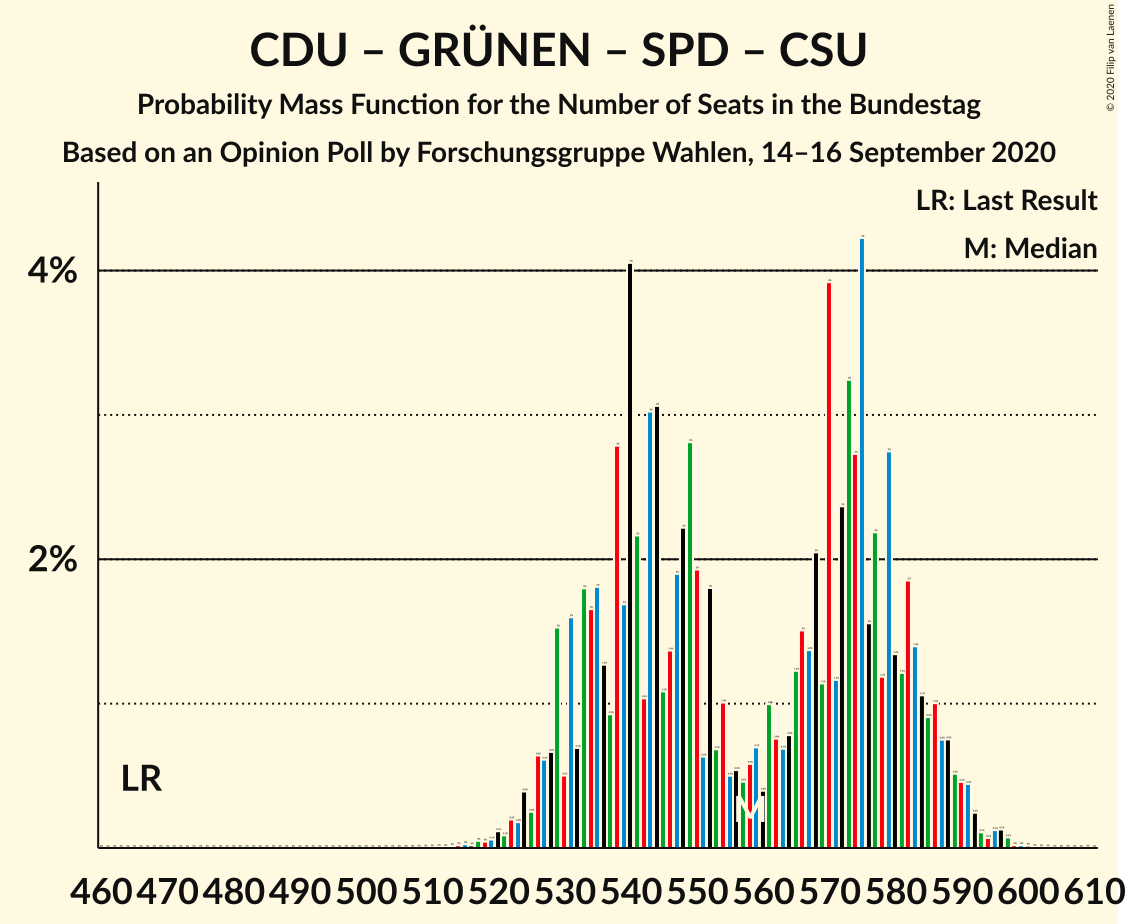 CDU – GRÜNEN – SPD – CSU
Probability Mass Function for the Number of Seats in the Bundestag
Based on an Opinion Poll by Forschungsgruppe Wahlen, 14–16 September 2020
© 2020 Filip van Laenen
LR: Last Result
M: Median
4%
2%
LR
M
460 470 480 490 500 510 520 530 540 550 560 570 580 590 600 610